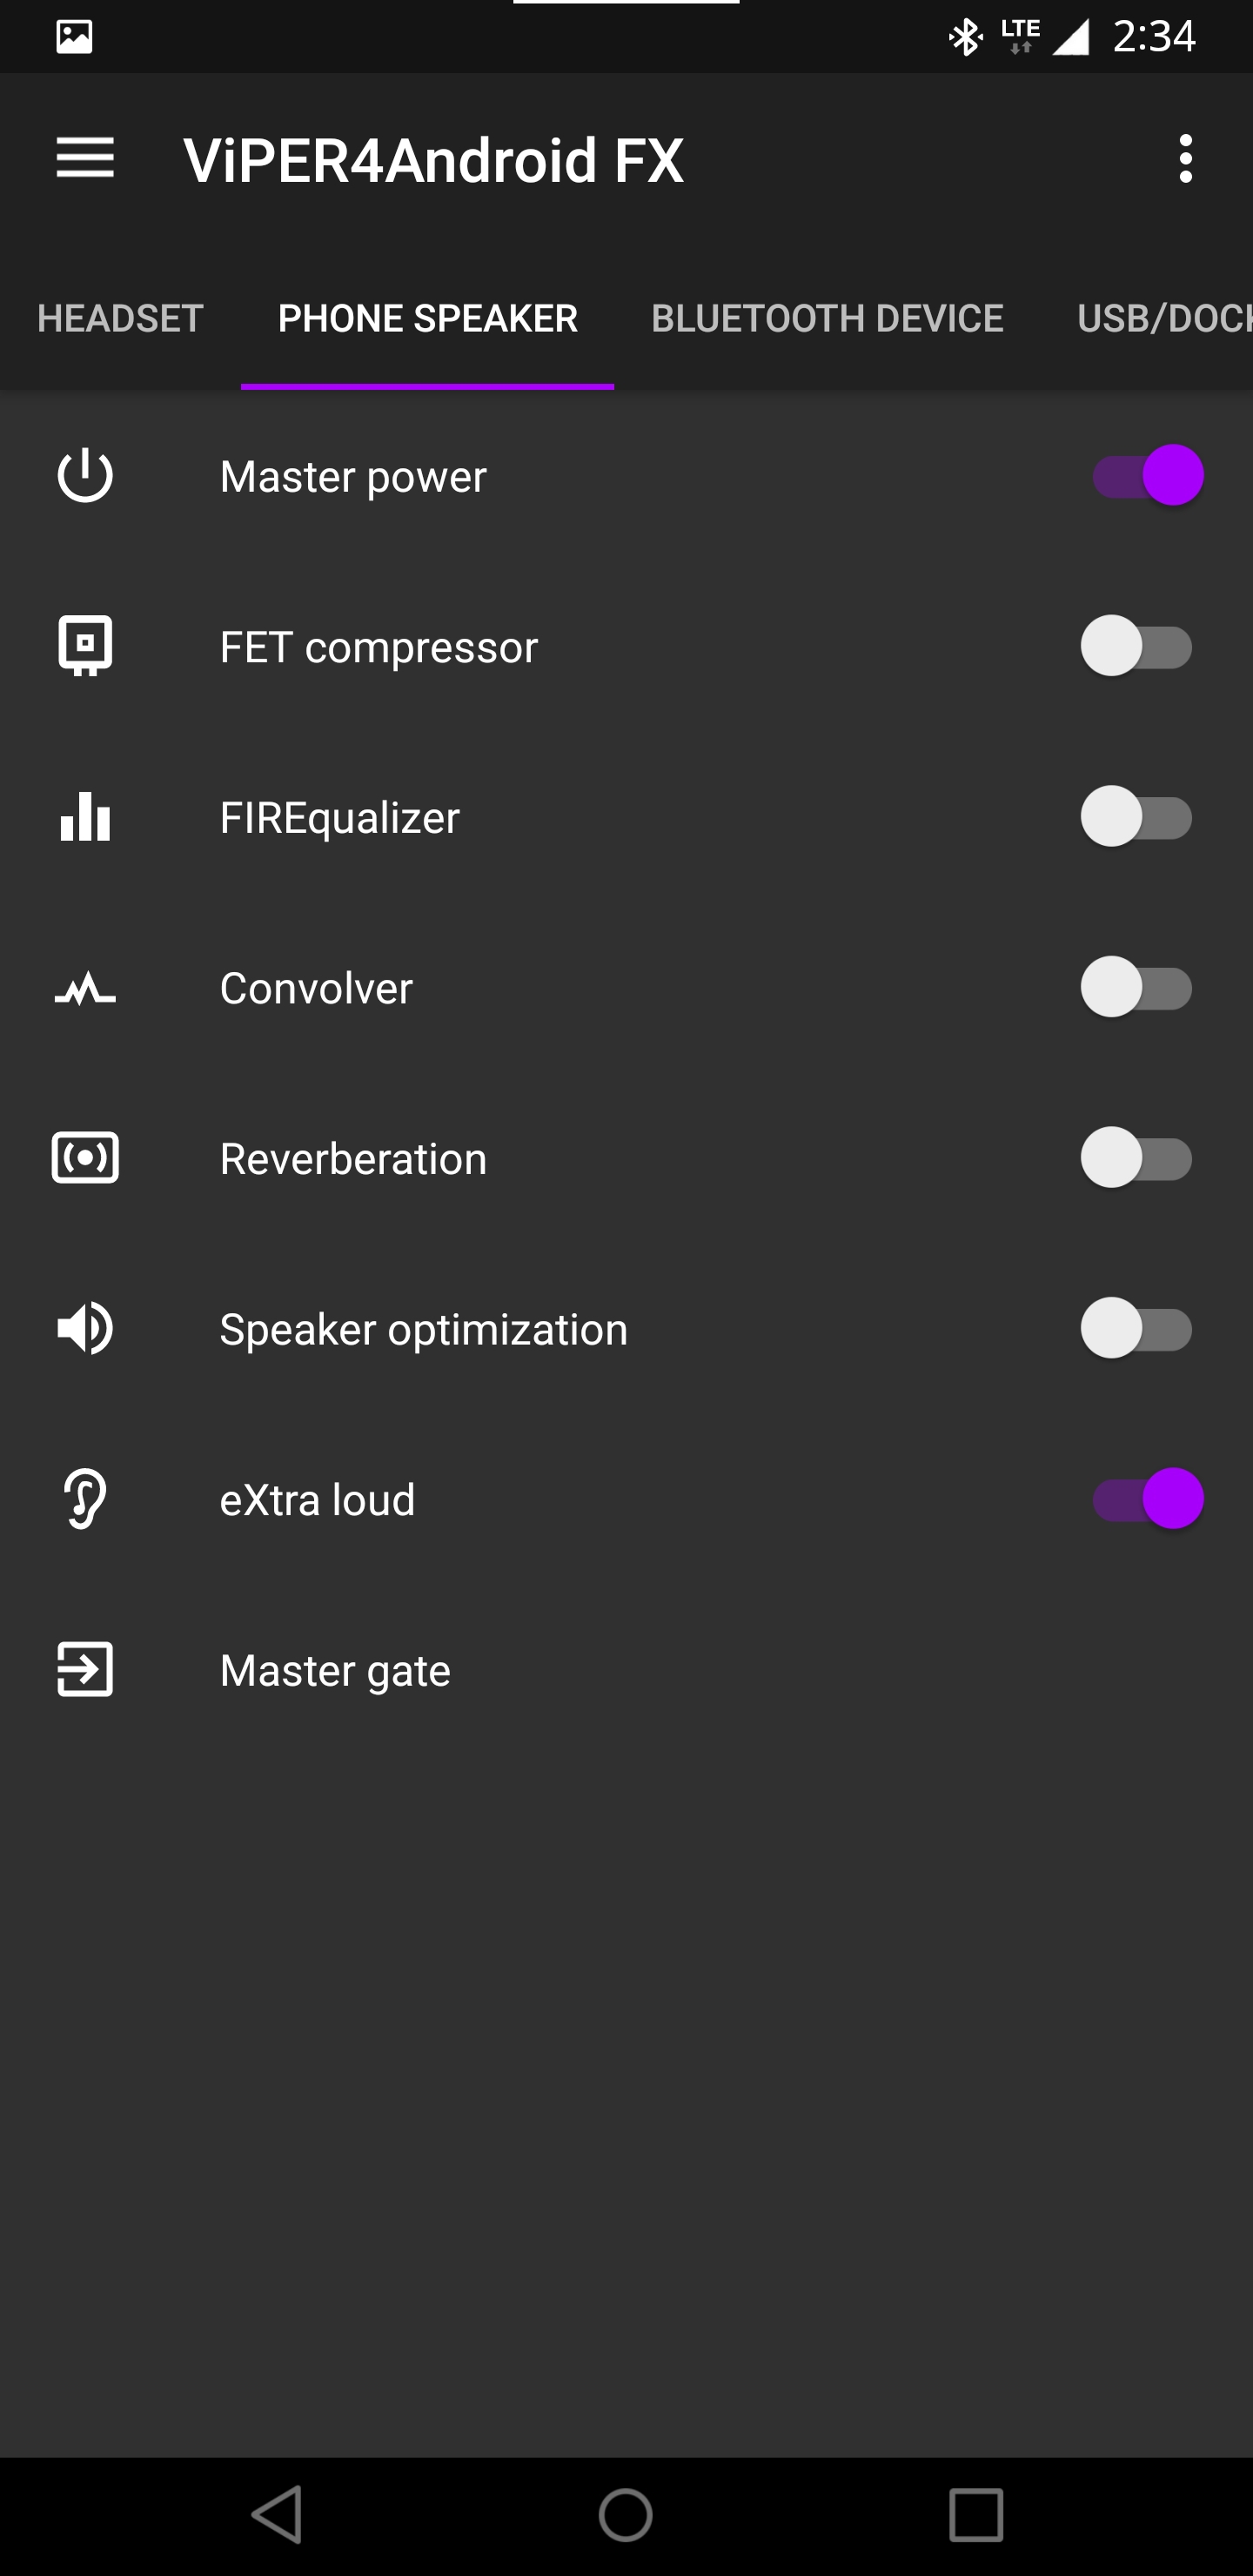 LTE 2:34
ViPER4Android FX
HEADSET PHONE SPEAKER BLUETOOTH DEVICE USB/DOCK
Master power
FET compressor
FIREqualizer
Convolver
Reverberation
Speaker optimization
eXtra loud
Master gate